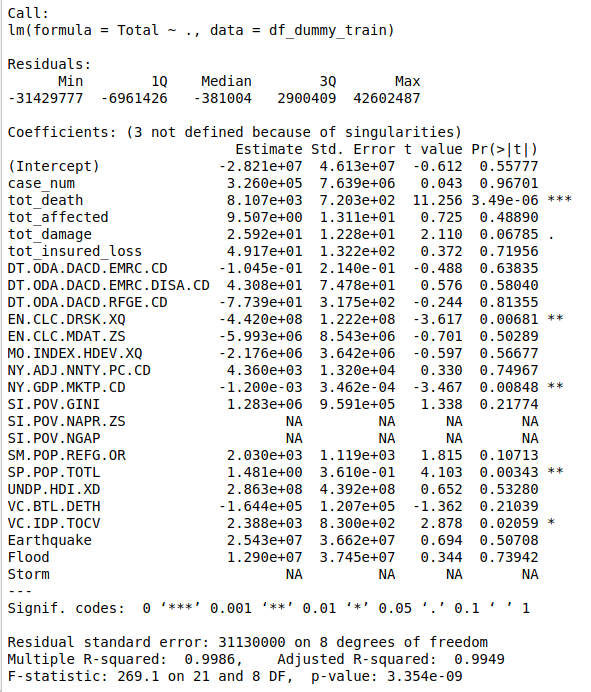 Call:
lm(formula = Total ~ ., data = df_dummy_train)

Residuals:
      Min        1Q    Median        3Q       Max
-31429777  -6961426   -381004   2900409  42602487

Coefficients: (3 not defined because of singularities)
                          Estimate Std. Error t value Pr(>|t|)
(Intercept)             -2.821e+07  4.613e+07  -0.612  0.55777
case_num                 3.260e+05  7.639e+06   0.043  0.96701
tot_death                8.107e+03  7.203e+02  11.256 3.49e-06 ***
tot_affected             9.507e+00  1.311e+01   0.725  0.48890
tot_damage               2.592e+01  1.228e+01   2.110  0.06785 .
tot_insured_loss         4.917e+01  1.322e+02   0.372  0.71956
DT.ODA.DACD.EMRC.CD     -1.045e-01  2.140e-01  -0.488  0.63835
DT.ODA.DACD.EMRC.DISA.CD  4.308e+01  7.478e+01   0.576  0.58040
DT.ODA.DACD.RFGE.CD     -7.739e+01  3.175e+02  -0.244  0.81355
EN.CLC.DRSK.XQ          -4.420e+08  1.222e+08  -3.617  0.00681 **
EN.CLC.MDAT.ZS          -5.993e+06  8.543e+06  -0.701  0.50289
MO.INDEX.HDEV.XQ        -2.176e+06  3.642e+06  -0.597  0.56677
NY.ADJ.NNTY.PC.CD        4.360e+03  1.320e+04   0.330  0.74967
NY.GDP.MKTP.CD          -1.200e-03  3.462e-04  -3.467  0.00848 **
SI.POV.GINI              1.283e+06  9.591e+05   1.338  0.21774
SI.POV.NAPR.ZS                  NA         NA      NA       NA
SI.POV.NGAP                     NA         NA      NA       NA
SM.POP.REFG.OR           2.030e+03  1.119e+03   1.815  0.10713
SP.POP.TOTL              1.481e+00  3.610e-01   4.103  0.00343 **
UNDP.HDI.XD              2.863e+08  4.392e+08   0.652  0.53280
VC.BTL.DETH             -1.644e+05  1.207e+05  -1.362  0.21039
VC.IDP.TOCV              2.388e+03  8.300e+02   2.878  0.02059 *
Earthquake               2.543e+07  3.662e+07   0.694  0.50708
Flood                    1.290e+07  3.745e+07   0.344  0.73942
Storm                           NA         NA      NA       NA
---
Signif. codes:  0 ‘***’ 0.001 ‘**’ 0.01 ‘*’ 0.05 ‘.’ 0.1 ‘ ’ 1

Residual standard error: 31130000 on 8 degrees of freedom
Multiple R-squared:  0.9986,    Adjusted R-squared:  0.9949
F-statistic: 269.1 on 21 and 8 DF,  p-value: 3.354e-09